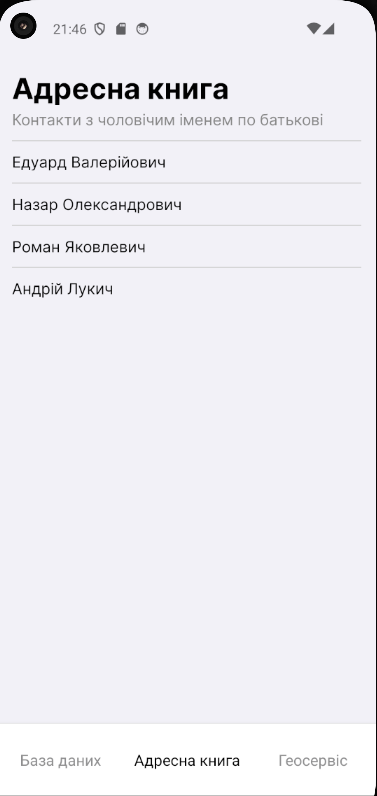 21:46
Адресна книга
Контакти з чоловічим іменем по батькові
Едуард Валерійович
Назар Олександрович
Роман Яковлевич
Андрій Лукич
База даних Адресна книга Геосервіс